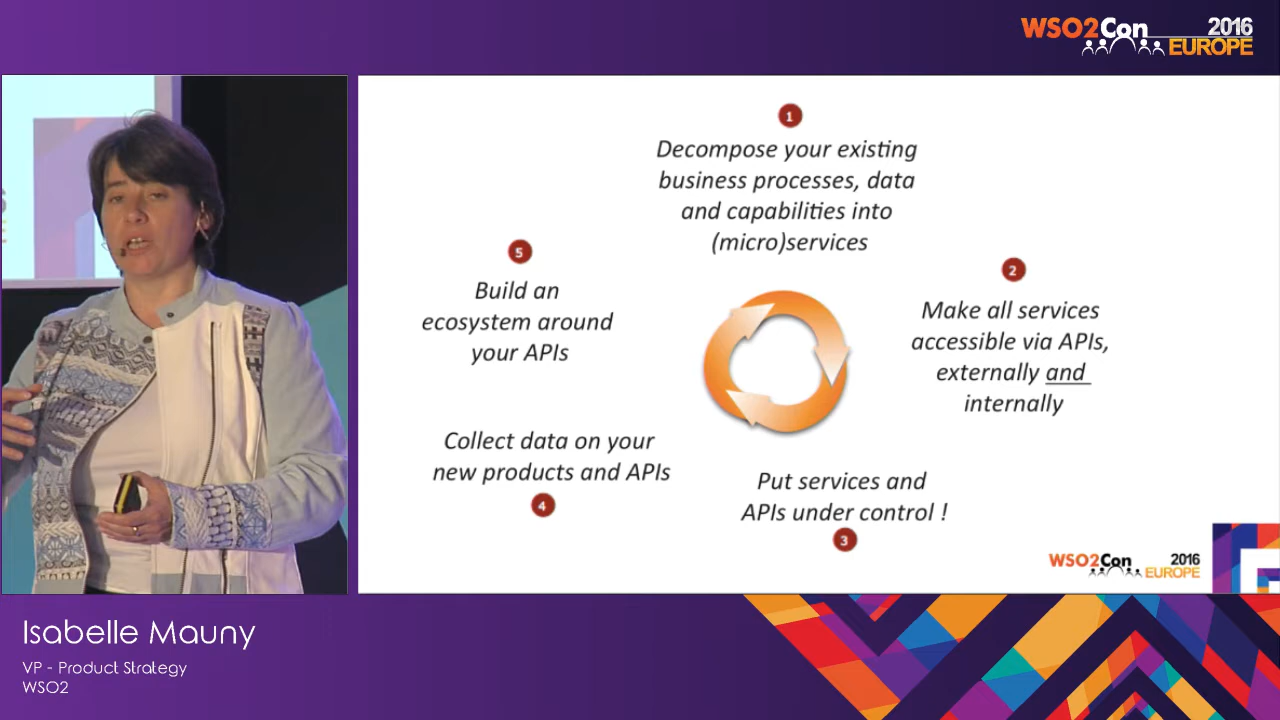 WSO2Con 2016
EUROPE
1
Decompose your existing
business processes, data
and capabilities into
(micro)services
2
Make all services
accessible via APIs,
externally and
internally
3
Put services and
APIs under control !
4
Collect data on your
new products and APIs
5
Build an
ecosystem around
your APIs
WSO2Con 2016
EUROPE
Isabelle Mauny
VP - Product Strategy
WSO2